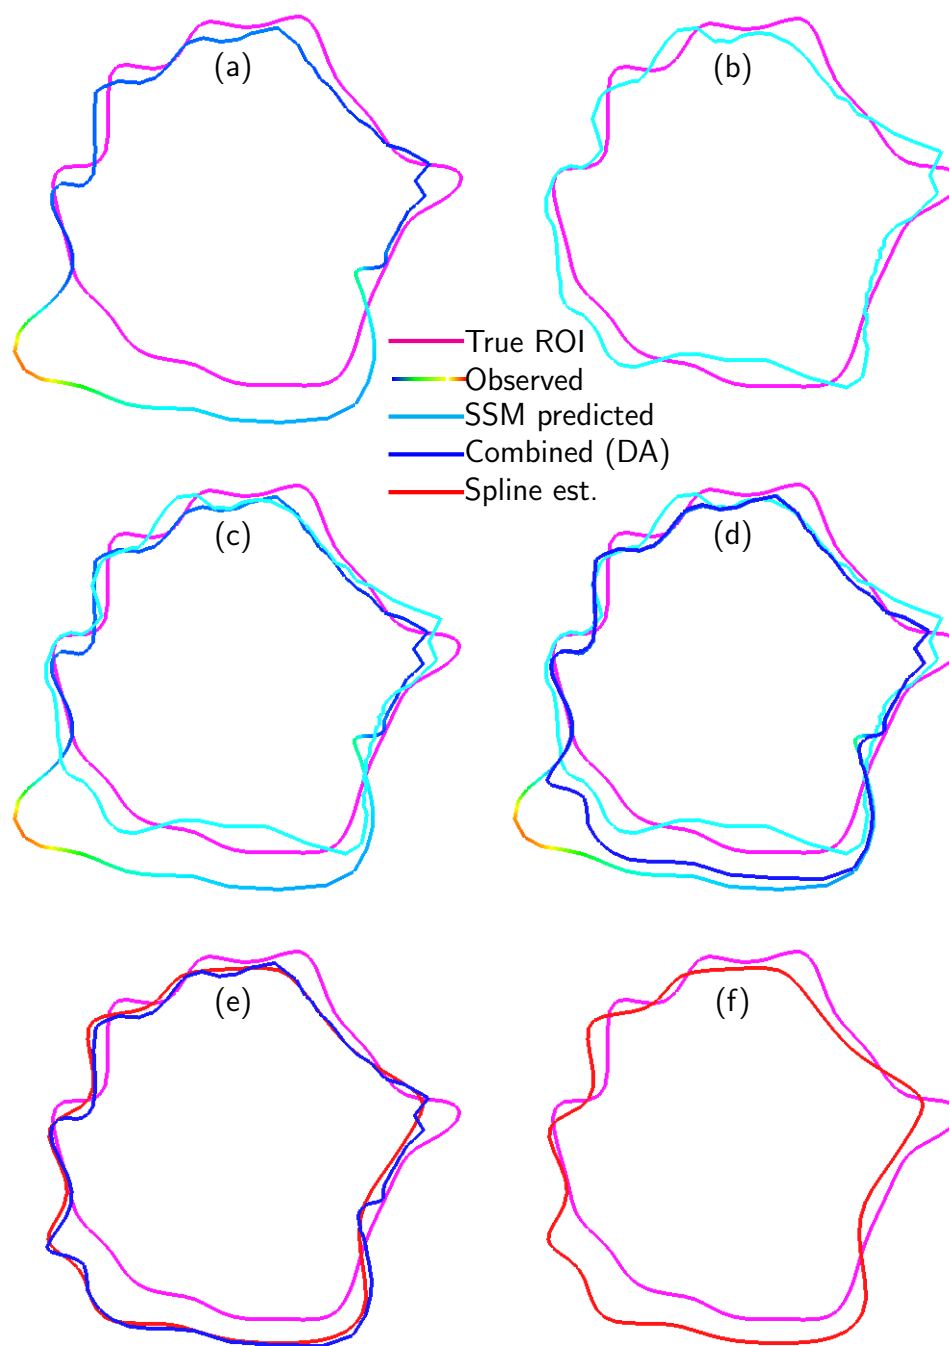 (a)
(b)
True ROI
Observed
SSM predicted
Combined (DA)
Spline est.
(c)
(d)
(e)
(f)